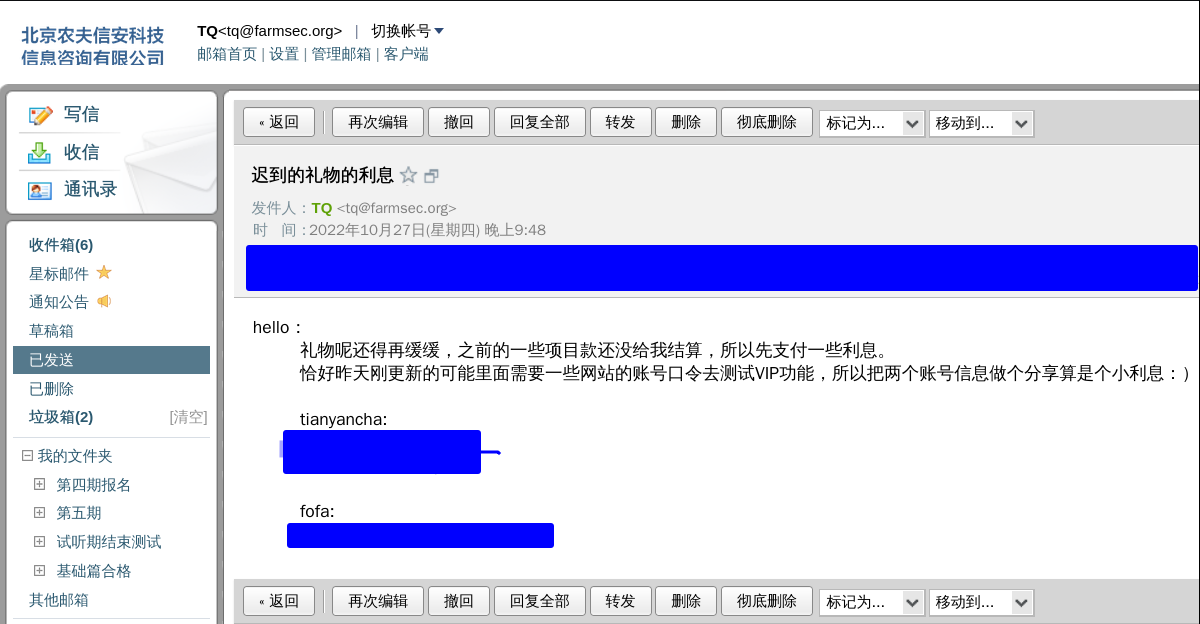 北京农夫信安科技
信息咨询有限公司
TQ<tq@farmsec.org> | 切换帐号
邮箱首页 | 设置 | 管理邮箱 | 客户端
写信
收信
通讯录
收件箱(6)
星标邮件
通知公告
草稿箱
已发送
已删除
垃圾箱(2) [清空]
我的文件夹
第四期报名
第五期
试听期结束测试
基础篇合格
其他邮箱
« 返回 再次编辑 撤回 回复全部 转发 删除 彻底删除 标记为... 移动到...
迟到的礼物的利息
发件人：TQ <tq@farmsec.org>
时 间：2022年10月27日(星期四) 晚上9:48
hello：
礼物呢还得再缓缓，之前的一些项目款还没给我结算，所以先支付一些利息。
恰好昨天刚更新的可能里面需要一些网站的账号口令去测试VIP功能，所以把两个账号信息做个分享算是个小利息：）
tianyancha:
fofa:
« 返回 再次编辑 撤回 回复全部 转发 删除 彻底删除 标记为... 移动到...